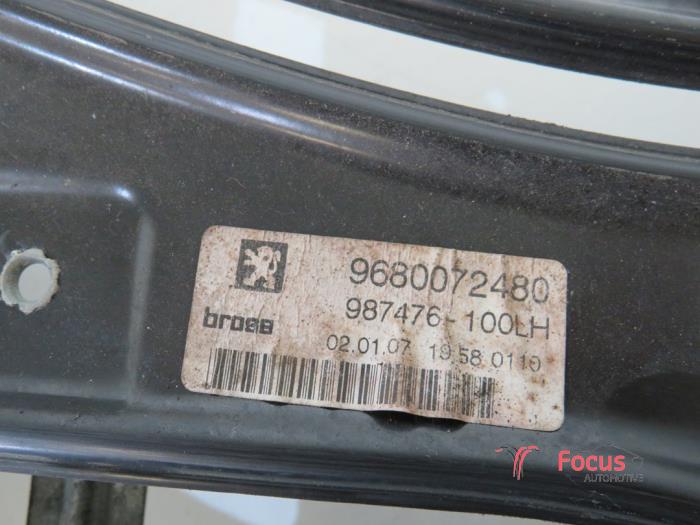 9680072480
brose
987476-100LH
02.01.07 19:58 0110
Focus
AUTOMOTIVE